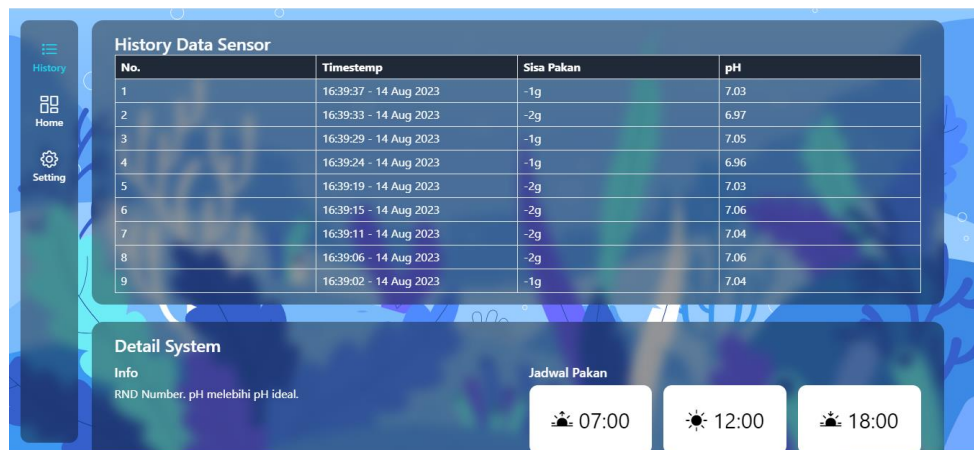 History
Home
Setting
History Data Sensor
No. Timestemp Sisa Pakan pH
1 16:39:37 - 14 Aug 2023 -1g 7.03
2 16:39:33 - 14 Aug 2023 -2g 6.97
3 16:39:29 - 14 Aug 2023 -1g 7.05
4 16:39:24 - 14 Aug 2023 -1g 6.96
5 16:39:19 - 14 Aug 2023 -2g 7.03
6 16:39:15 - 14 Aug 2023 -2g 7.06
7 16:39:11 - 14 Aug 2023 -2g 7.04
8 16:39:06 - 14 Aug 2023 -2g 7.06
9 16:39:02 - 14 Aug 2023 -1g 7.04
Detail System
Info
RND Number. pH melebihi pH ideal.
Jadwal Pakan
07:00 12:00 18:00